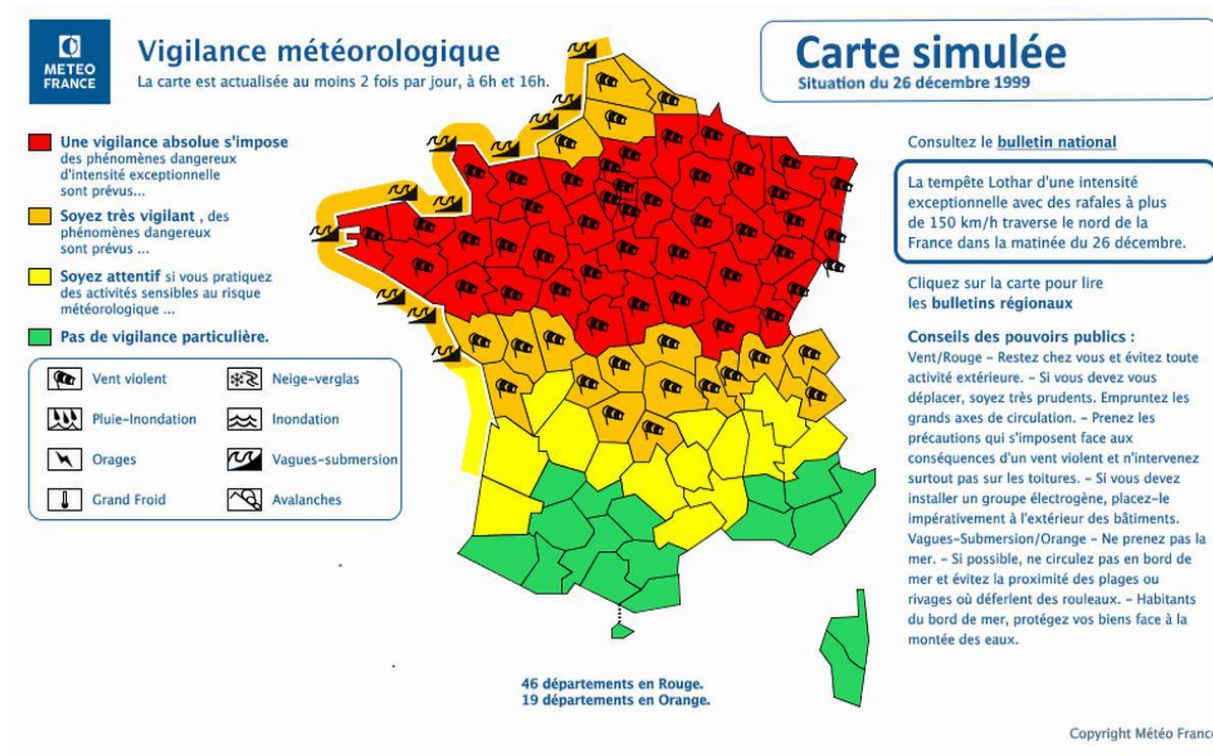 METEO
FRANCE
Vigilance météorologique
La carte est actualisée au moins 2 fois par jour, à 6h et 16h.
Carte simulée
Situation du 26 décembre 1999
Une vigilance absolue s'impose
des phénomènes dangereux
d'intensité exceptionnelle
sont prévus...
Soyez très vigilant , des
phénomènes dangereux
sont prévus ...
Soyez attentif si vous pratiquez
des activités sensibles au risque
météorologique ...
Pas de vigilance particulière.
Vent violent
Neige-verglas
Pluie-Inondation
Inondation
Orages
Vagues-submersion
Grand Froid
Avalanches
Consultez le bulletin national
La tempête Lothar d'une intensité
exceptionnelle avec des rafales à plus
de 150 km/h traverse le nord de la
France dans la matinée du 26 décembre.
Cliquez sur la carte pour lire
les bulletins régionaux
Conseils des pouvoirs publics :
Vent/Rouge - Restez chez vous et évitez toute
activité extérieure. - Si vous devez vous
déplacer, soyez très prudents. Empruntez les
grands axes de circulation. - Prenez les
précautions qui s'imposent face aux
conséquences d'un vent violent et n'intervenez
surtout pas sur les toitures. - Si vous devez
installer un groupe électrogène, placez-le
impérativement à l'extérieur des bâtiments.
Vagues-Submersion/Orange - Ne prenez pas la
mer. - Si possible, ne circulez pas en bord de
mer et évitez la proximité des plages ou
rivages où déferlent des rouleaux. - Habitants
du bord de mer, protégez vos biens face à la
montée des eaux.
46 départements en Rouge.
19 départements en Orange.
Copyright Météo France